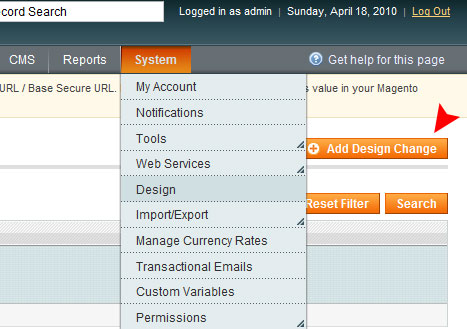 cord Search
Logged in as admin | Sunday, April 18, 2010 | Log Out
CMS Reports System Get help for this page
URL / Base Secure URL. s value in your Magento
My Account
Notifications
Tools
Add Design Change
Web Services
Design
Reset Filter Search
Import/Export
Manage Currency Rates
Transactional Emails
Custom Variables
Permissions